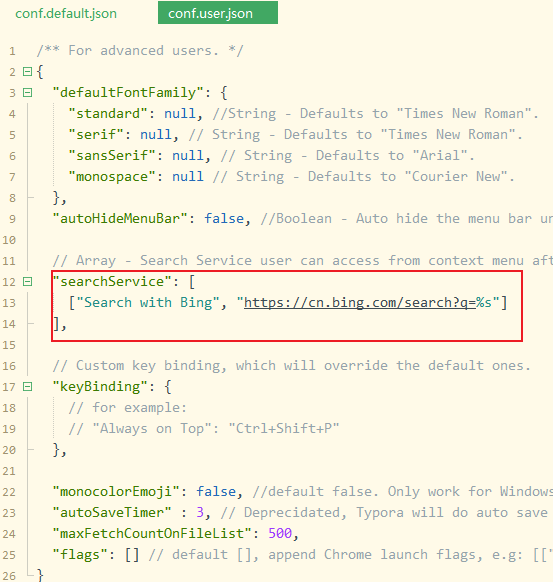 conf.default.json conf.user.json
1 /** For advanced users. */
2 {
3 "defaultFontFamily": {
4 "standard": null, //String - Defaults to "Times New Roman".
5 "serif": null, // String - Defaults to "Times New Roman".
6 "sansSerif": null, // String - Defaults to "Arial".
7 "monospace": null // String - Defaults to "Courier New".
8 },
9 "autoHideMenuBar": false, //Boolean - Auto hide the menu bar un
10
11 // Array - Search Service user can access from context menu aft
12 "searchService": [
13 ["Search with Bing", "https://cn.bing.com/search?q=%s"]
14 ],
15
16 // Custom key binding, which will override the default ones.
17 "keyBinding": {
18 // for example:
19 // "Always on Top": "Ctrl+Shift+P"
20 },
21
22 "monocolorEmoji": false, //default false. Only work for Windows
23 "autoSaveTimer" : 3, // Deprecidated, Typora will do auto save
24 "maxFetchCountOnFileList": 500,
25 "flags": [] // default [], append Chrome launch flags, e.g: [["
26 }